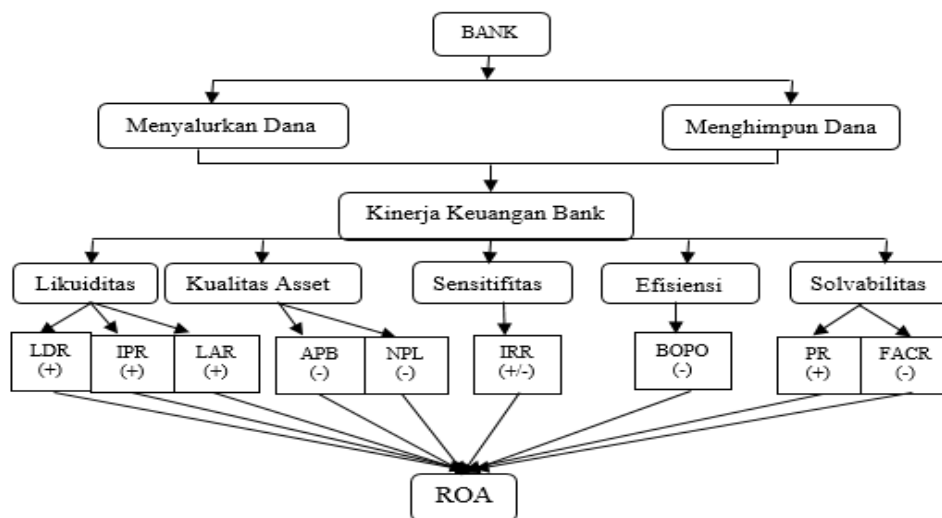 BANK
Menyalurkan Dana
Menghimpun Dana
Kinerja Keuangan Bank
Likuiditas
Kualitas Asset
Sensitifitas
Efisiensi
Solvabilitas
LDR
(+)
IPR
(+)
LAR
(+)
APB
(-)
NPL
(-)
IRR
(+/-)
BOPO
(-)
PR
(+)
FACR
(-)
ROA